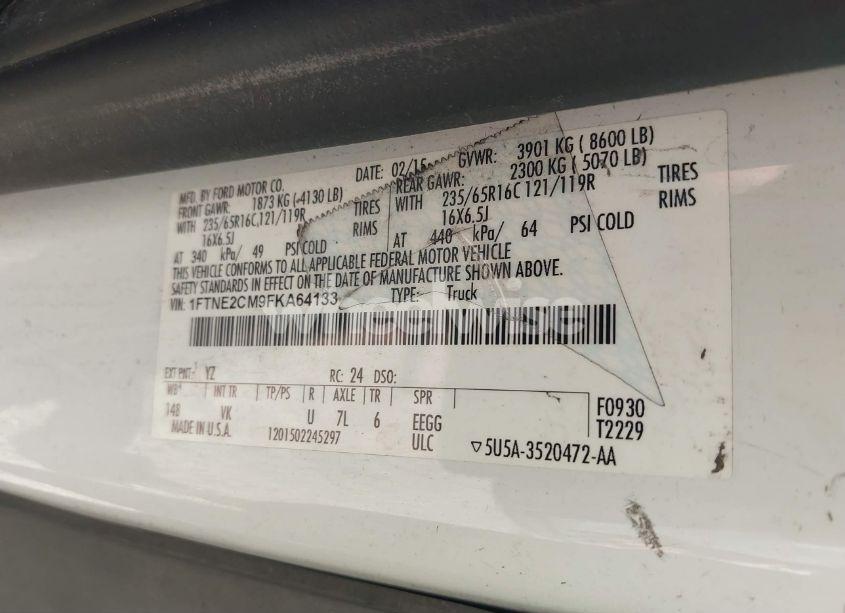 MFD. BY FORD MOTOR CO.
DATE: 02/15
GVWR: 3901 KG ( 8600 LB)
FRONT GAWR: 1873 KG ( 4130 LB)
REAR GAWR: 2300 KG ( 5070 LB)
WITH 235/65R16C 121/119R TIRES
WITH 235/65R16C 121/119R TIRES
16X6.5J RIMS
16X6.5J RIMS
AT 340 kPa/ 49 PSI COLD
AT 440 kPa/ 64 PSI COLD
THIS VEHICLE CONFORMS TO ALL APPLICABLE FEDERAL MOTOR VEHICLE
SAFETY STANDARDS IN EFFECT ON THE DATE OF MANUFACTURE SHOWN ABOVE.
VIN: 1FTNE2CM9FKA64133
TYPE: Truck
wheelwise
EXT PNT: YZ RC: 24 DSO:
WB INT TR TP/PS R AXLE TR SPR
148 VK U 7L 6 EEGG
F0930
MADE IN U.S.A. 1201502245297 ULC
T2229
▽5U5A-3520472-AA